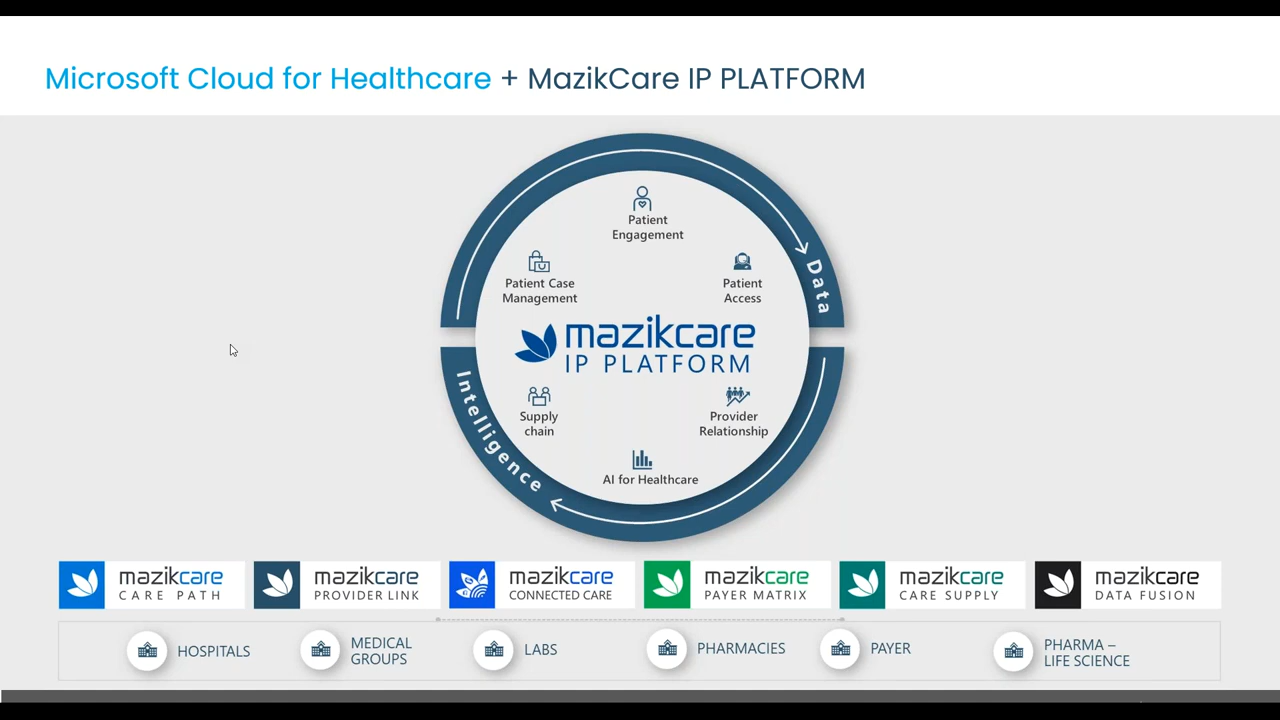 Microsoft Cloud for Healthcare + MazikCare IP PLATFORM
Patient
Engagement
Patient Case
Management
Patient
Access
Data
mazikcare
IP PLATFORM
Supply
chain
Provider
Relationship
AI for Healthcare
Intelligence
mazikcare
CARE PATH
mazikcare
PROVIDER LINK
mazikcare
CONNECTED CARE
mazikcare
PAYER MATRIX
mazikcare
CARE SUPPLY
mazikcare
DATA FUSION
HOSPITALS
MEDICAL
GROUPS
LABS
PHARMACIES
PAYER
PHARMA –
LIFE SCIENCE